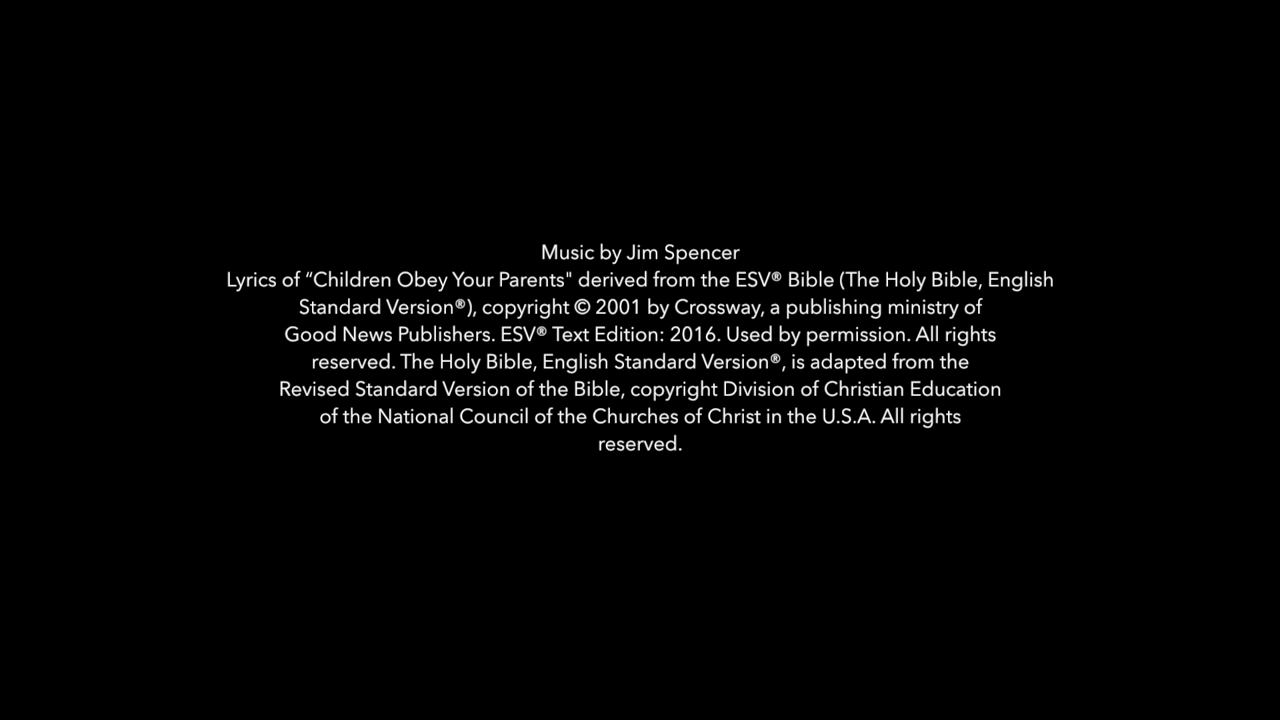 Music by Jim Spencer
Lyrics of “Children Obey Your Parents" derived from the ESV® Bible (The Holy Bible, English
Standard Version®), copyright © 2001 by Crossway, a publishing ministry of
Good News Publishers. ESV® Text Edition: 2016. Used by permission. All rights
reserved. The Holy Bible, English Standard Version®, is adapted from the
Revised Standard Version of the Bible, copyright Division of Christian Education
of the National Council of the Churches of Christ in the U.S.A. All rights
reserved.